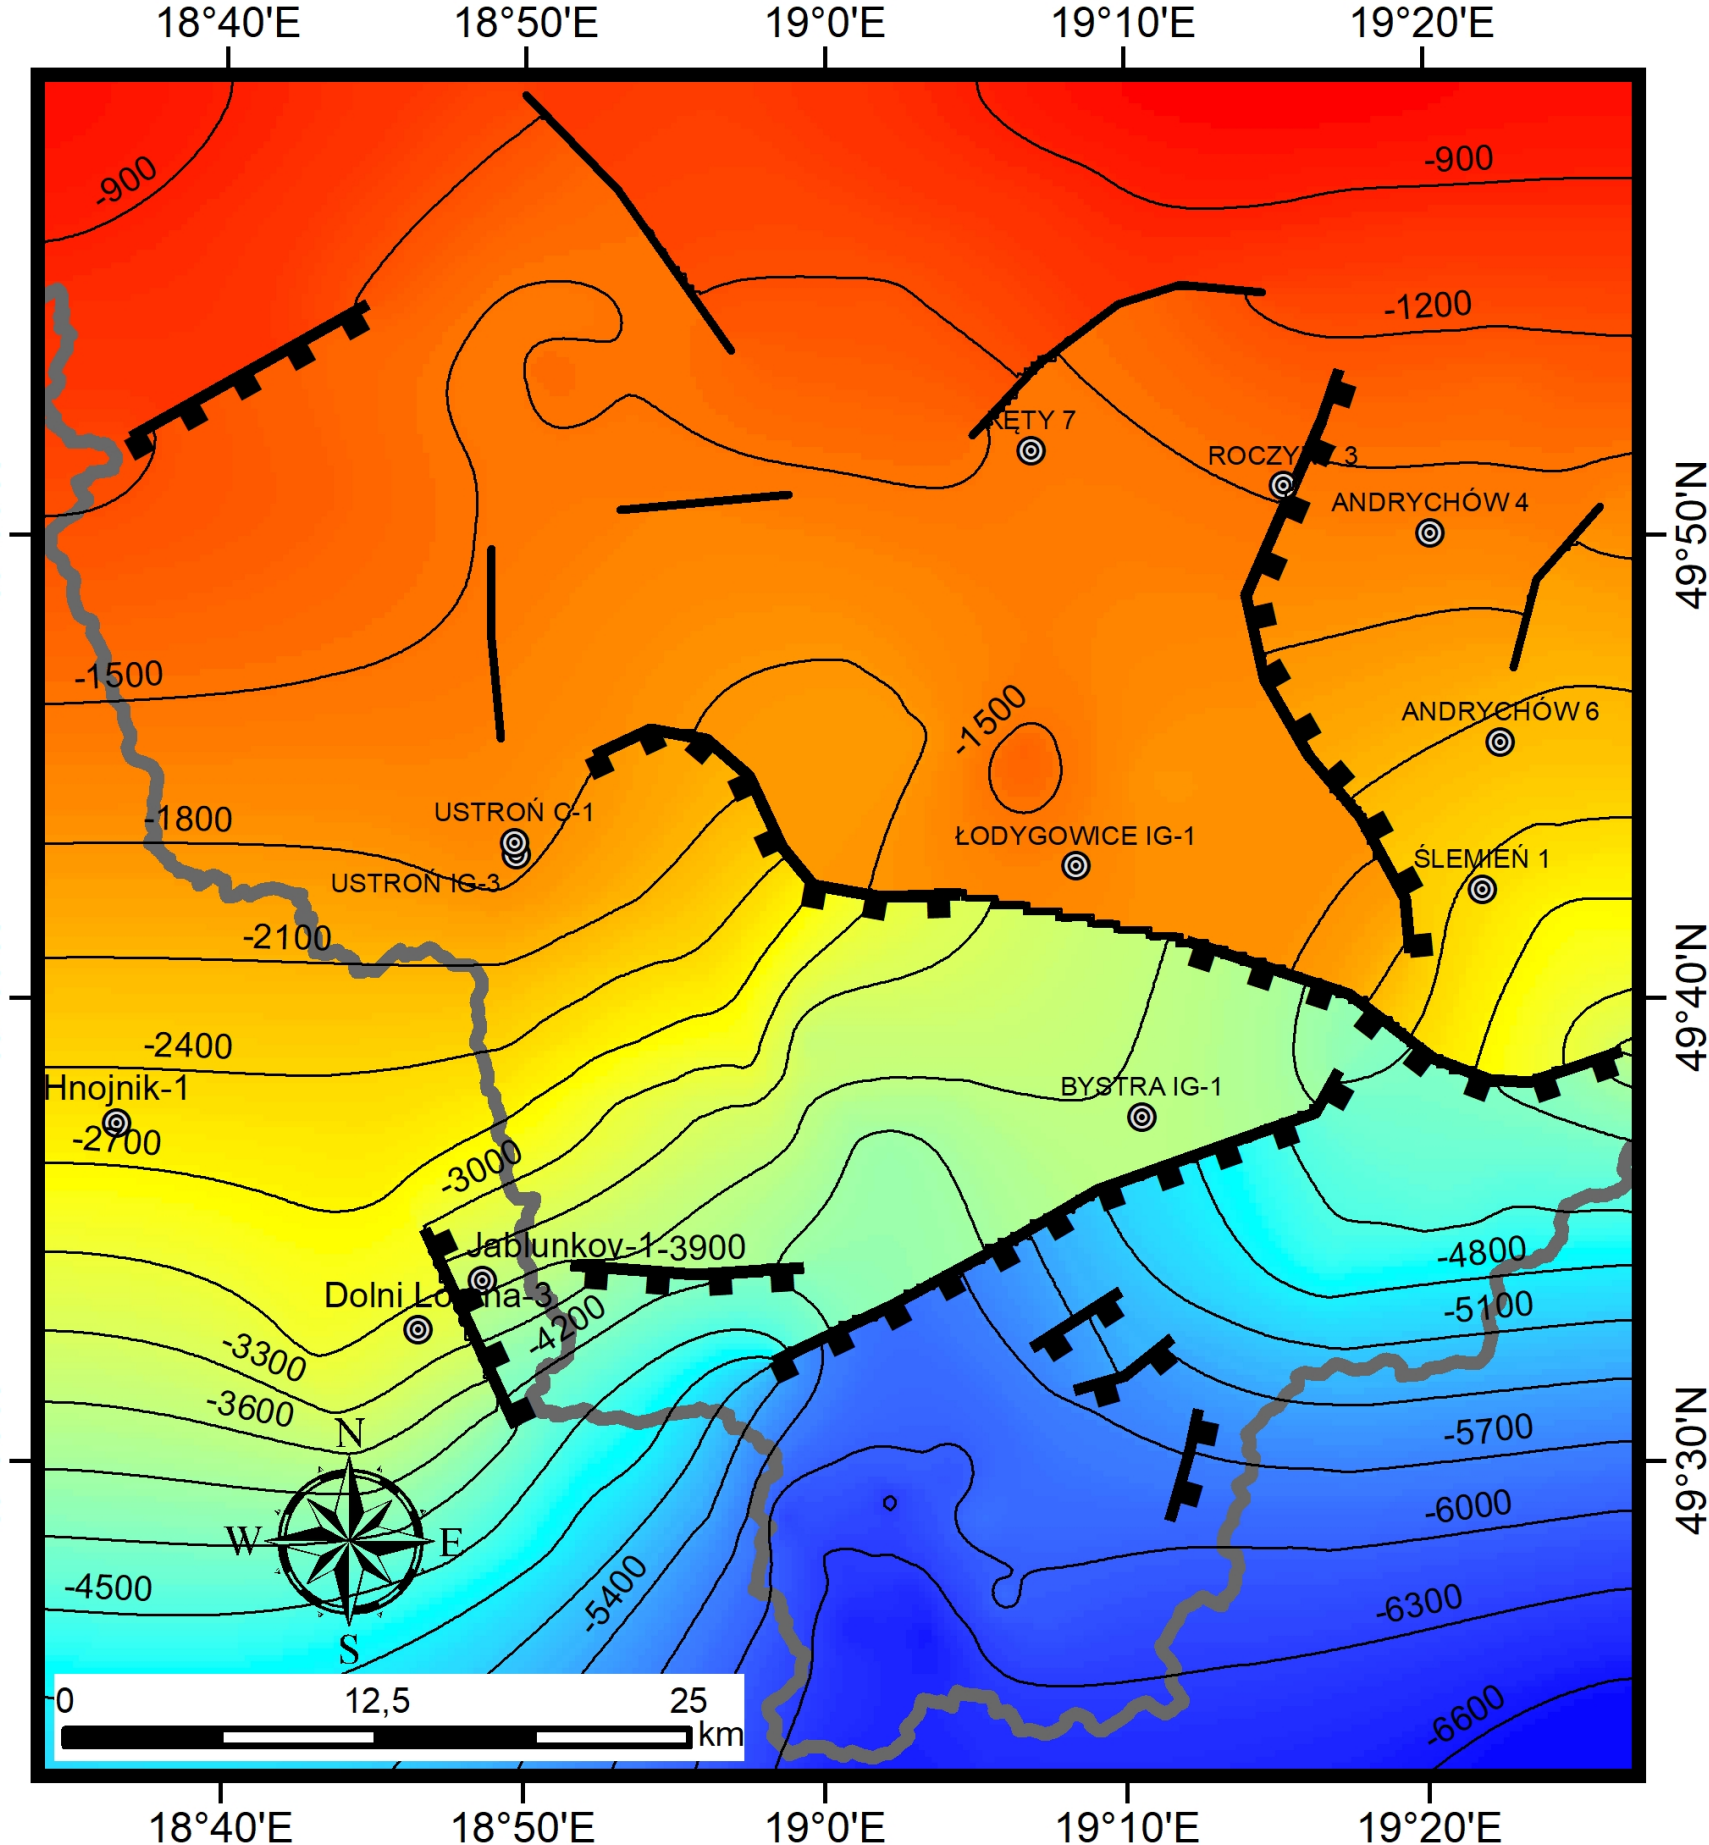 18°40'E 18°50'E 19°0'E 19°10'E 19°20'E
-900
-900
-1200
KĘTY 7
ROCZY 3
ANDRYCHÓW 4
49°50'N
-1500
-1500
ANDRYCHÓW 6
USTROŃ C-1
-1800
ŁODYGOWICE IG-1
ŚLEMIEŃ 1
USTROŃ IG-3
-2100
49°40'N
-2400
Hnojnik-1
BYSTRA IG-1
-2700
-3000
Jablunkov-1
-3900
-4800
Dolni Lo na-3
-5100
-4200
-3300
-3600
-5700
N
49°30'N
W E
-6000
S
-4500
-5400
-6300
-6600
0 12,5 25
km
18°40'E 18°50'E 19°0'E 19°10'E 19°20'E